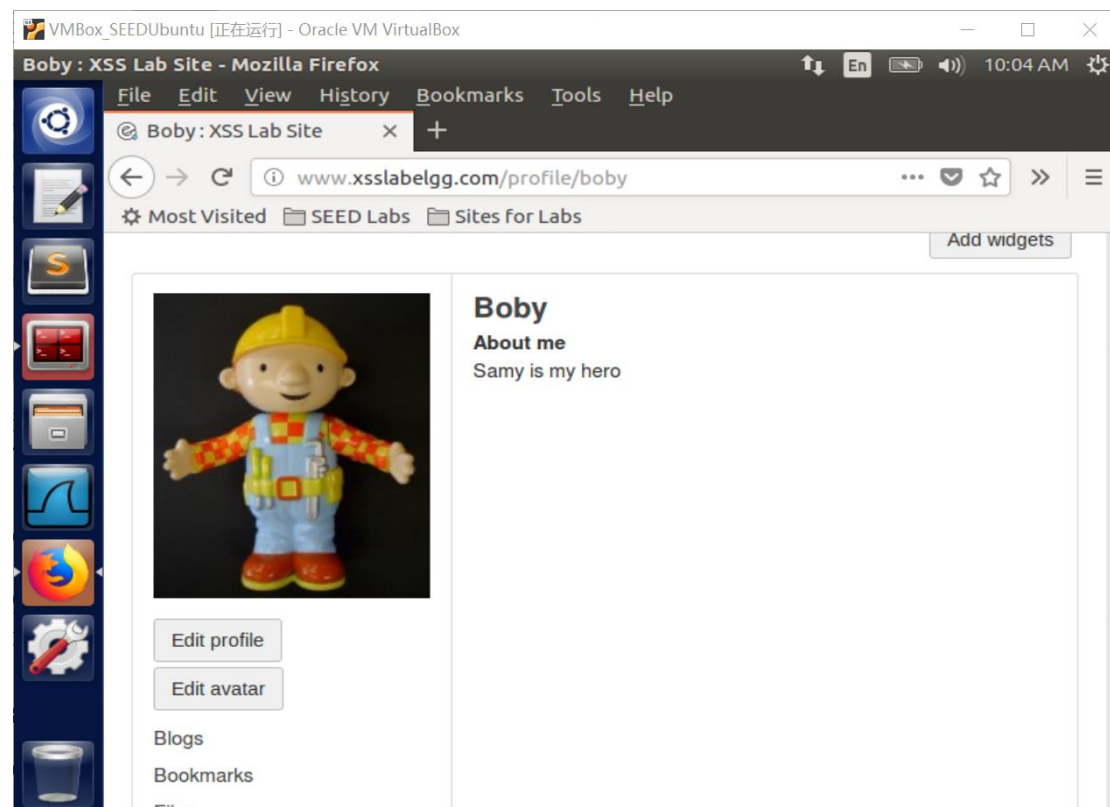 VMBox_SEEDUbuntu [正在运行] - Oracle VM VirtualBox
Boby : XSS Lab Site - Mozilla Firefox
En
10:04 AM
File Edit View History Bookmarks Tools Help
Boby : XSS Lab Site
www.xsslabelgg.com/profile/boby
Most Visited SEED Labs Sites for Labs
Add widgets
Boby
About me
Samy is my hero
Edit profile
Edit avatar
Blogs
Bookmarks